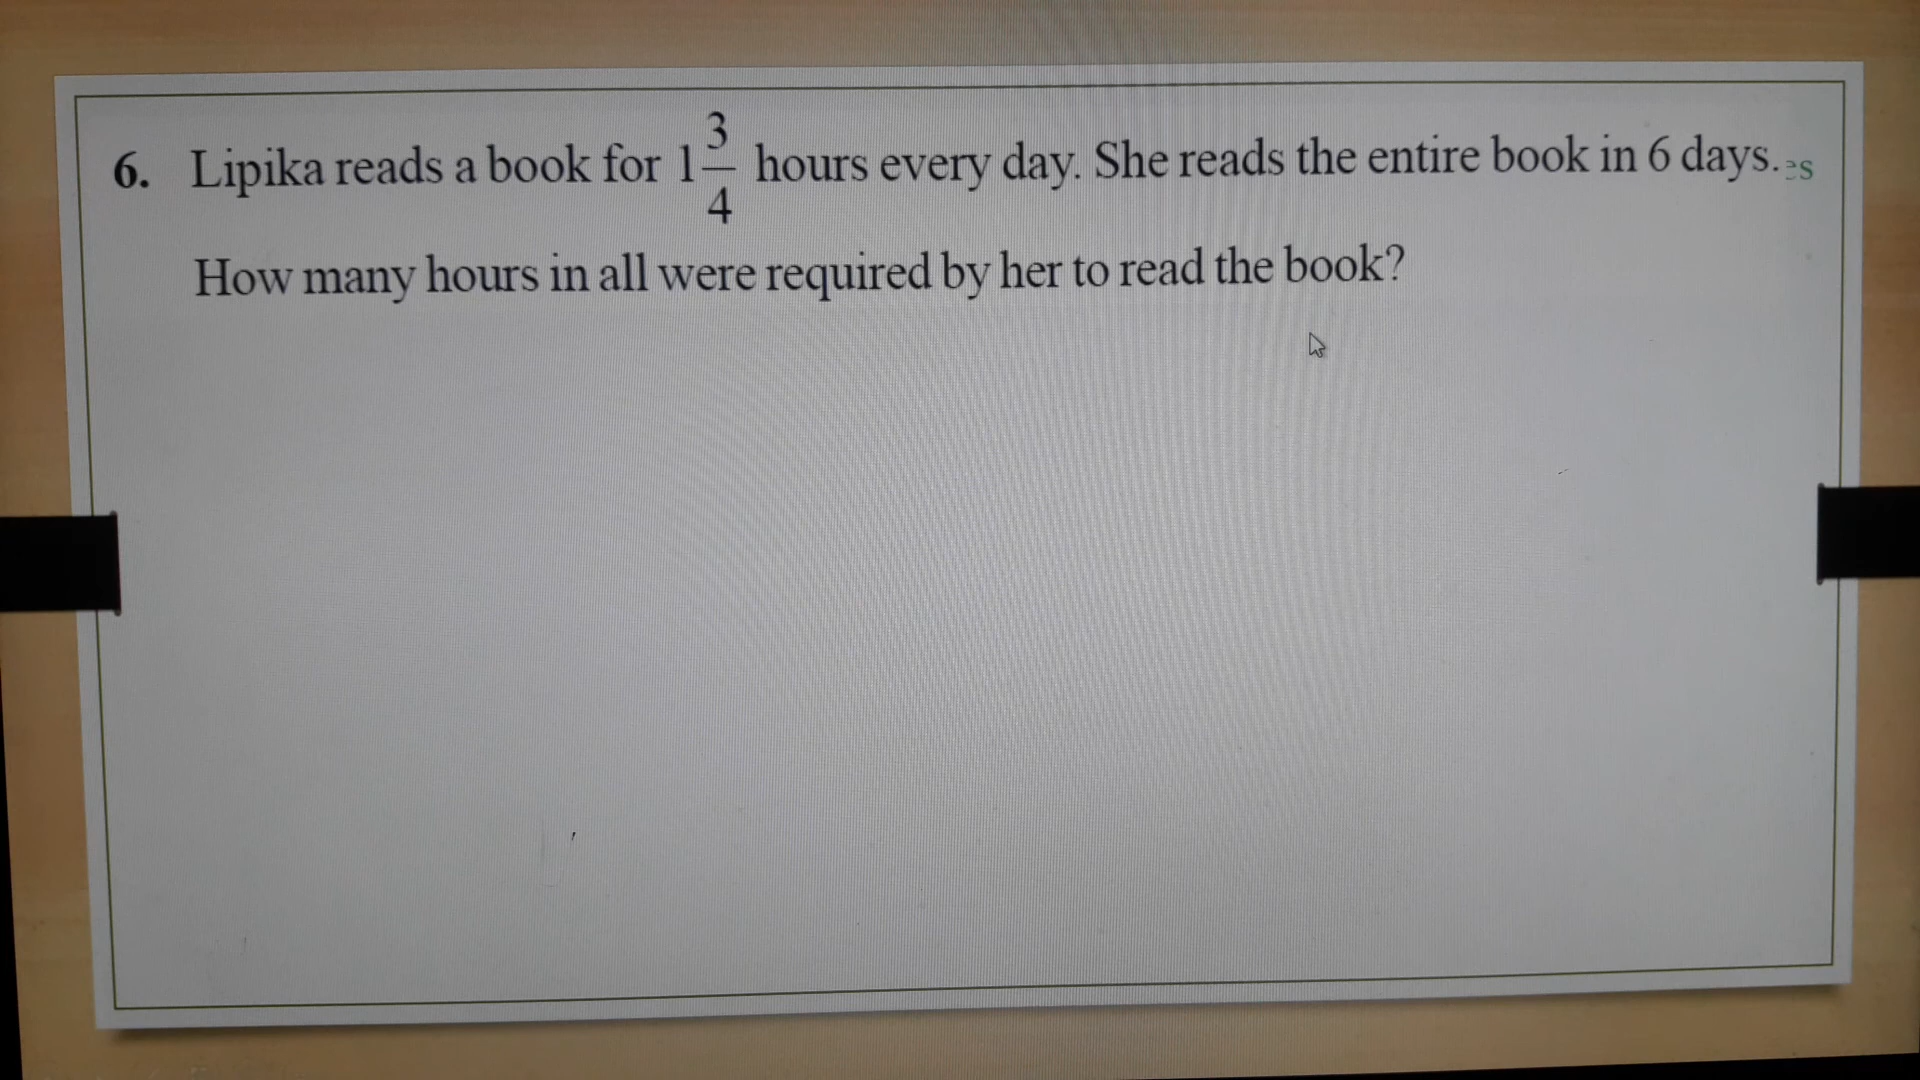 6. Lipika reads a book for 1 3/4 hours every day. She reads the entire book in 6 days. es
How many hours in all were required by her to read the book?